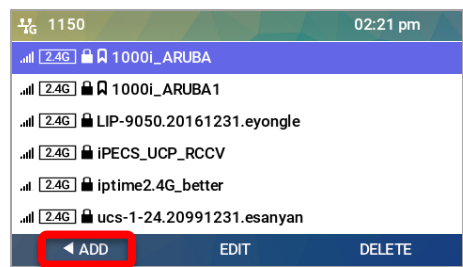 G 1150 02:21 pm
2.4G 1000i_ARUBA
2.4G 1000i_ARUBA1
2.4G LIP-9050.20161231.eyongle
2.4G iPECS_UCP_RCCV
2.4G iptime2.4G_better
2.4G ucs-1-24.20991231.esanyan
◀ ADD EDIT DELETE